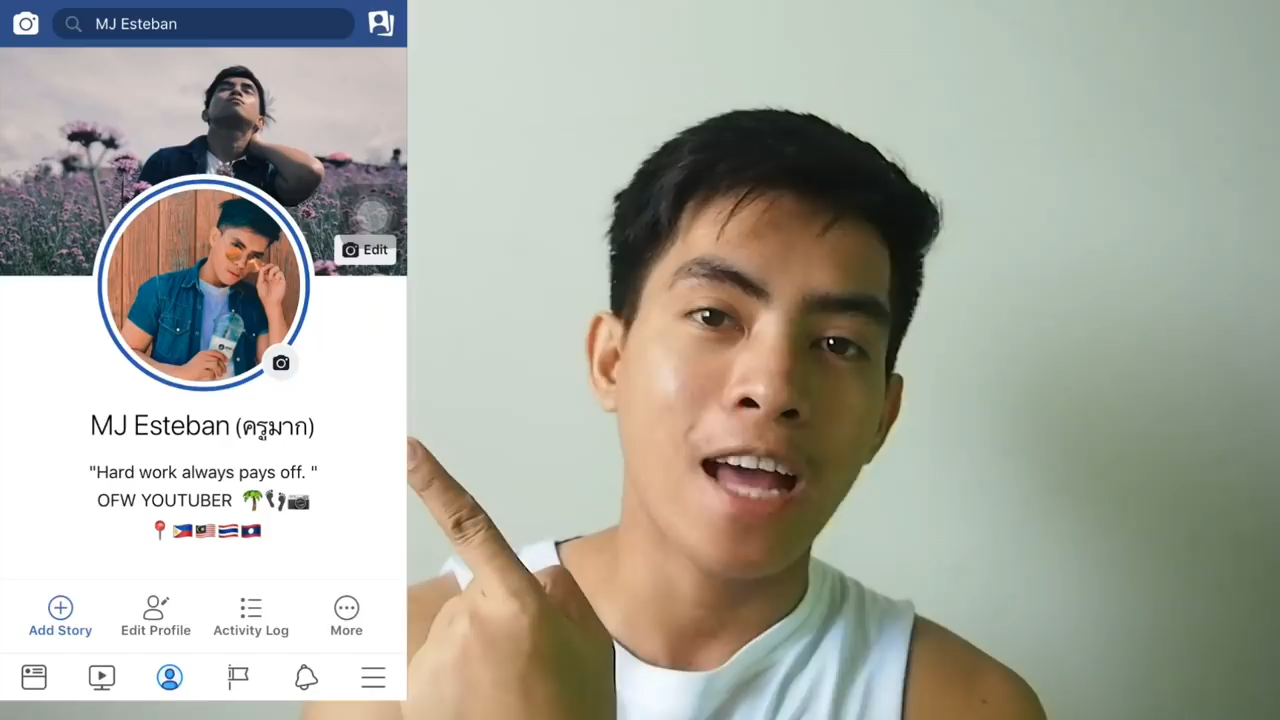 MJ Esteban
Edit
MJ Esteban (ครูมาก)
"Hard work always pays off. "
OFW YOUTUBER 🌴👣📷
📍🇵🇭🇲🇾🇹🇭🇱🇦
Add Story
Edit Profile
Activity Log
More